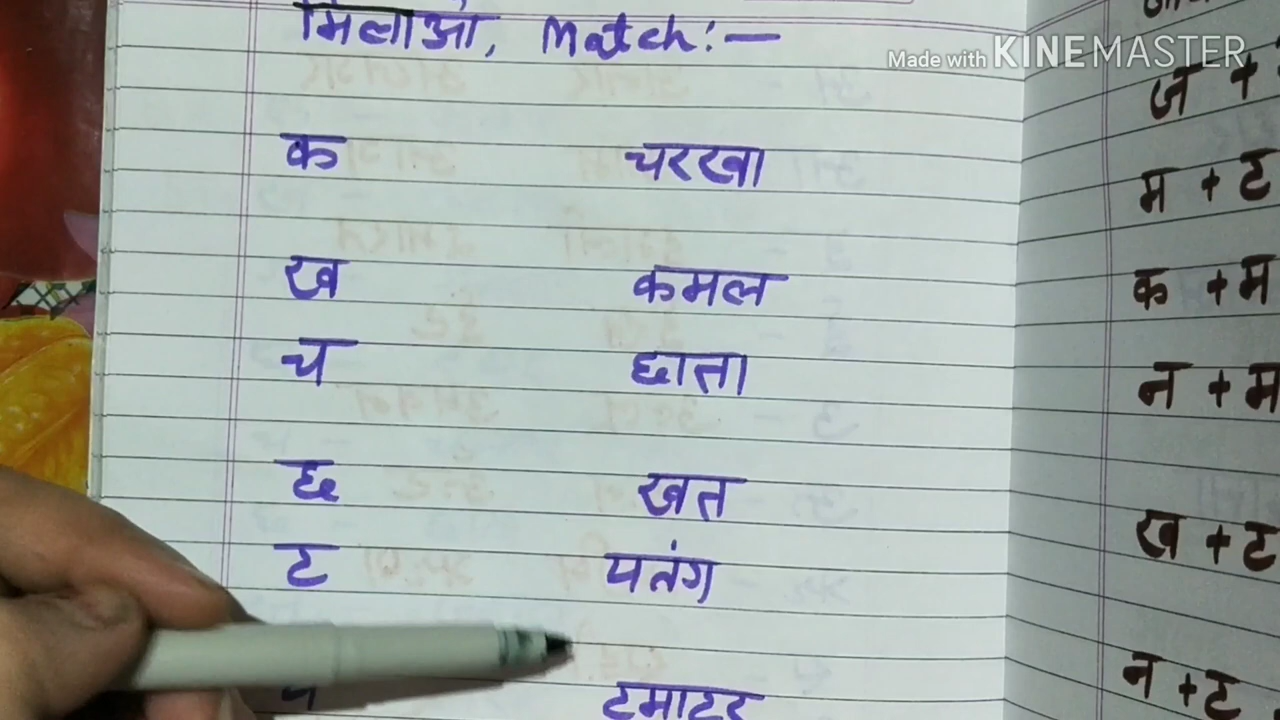 मिलाओ, Match:—
Made with KINEMASTER
क चरखा
ख कमल
च छाता
छ खत
ट पतंग
टमाटर
ज +
म + ट
क + म
न + म
ख + ट
न + ट